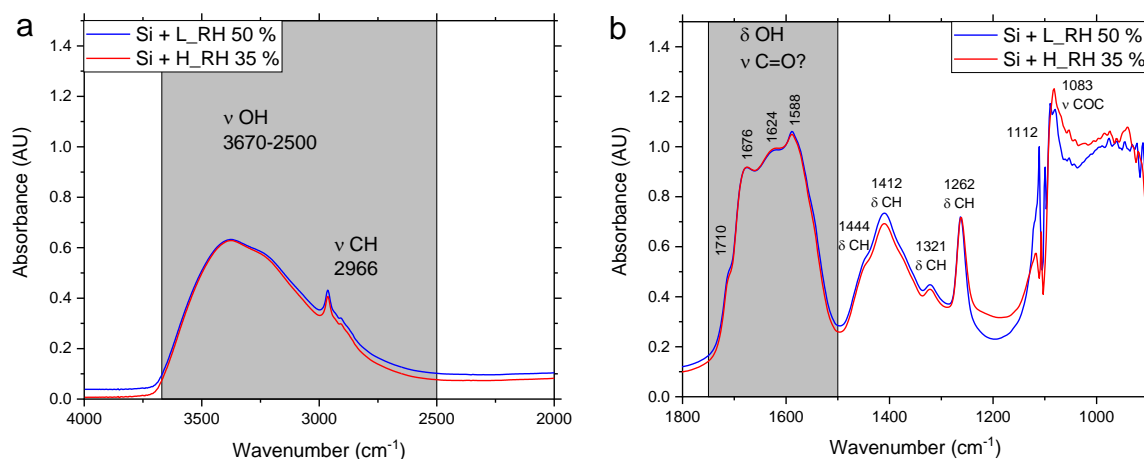 a
Si + L_RH 50 %
Si + H_RH 35 %
ν OH
3670-2500
ν CH
2966
Absorbance (AU)
0.0
0.2
0.4
0.6
0.8
1.0
1.2
1.4
4000
3500
3000
2500
2000
Wavenumber (cm⁻¹)
b
δ OH
ν C=O?
Si + L_RH 50 %
Si + H_RH 35 %
1710
1676
1624
1588
1444
δ CH
1412
δ CH
1321
δ CH
1262
δ CH
1112
1083
ν COC
Absorbance (AU)
0.0
0.2
0.4
0.6
0.8
1.0
1.2
1.4
1800
1600
1400
1200
1000
Wavenumber (cm⁻¹)